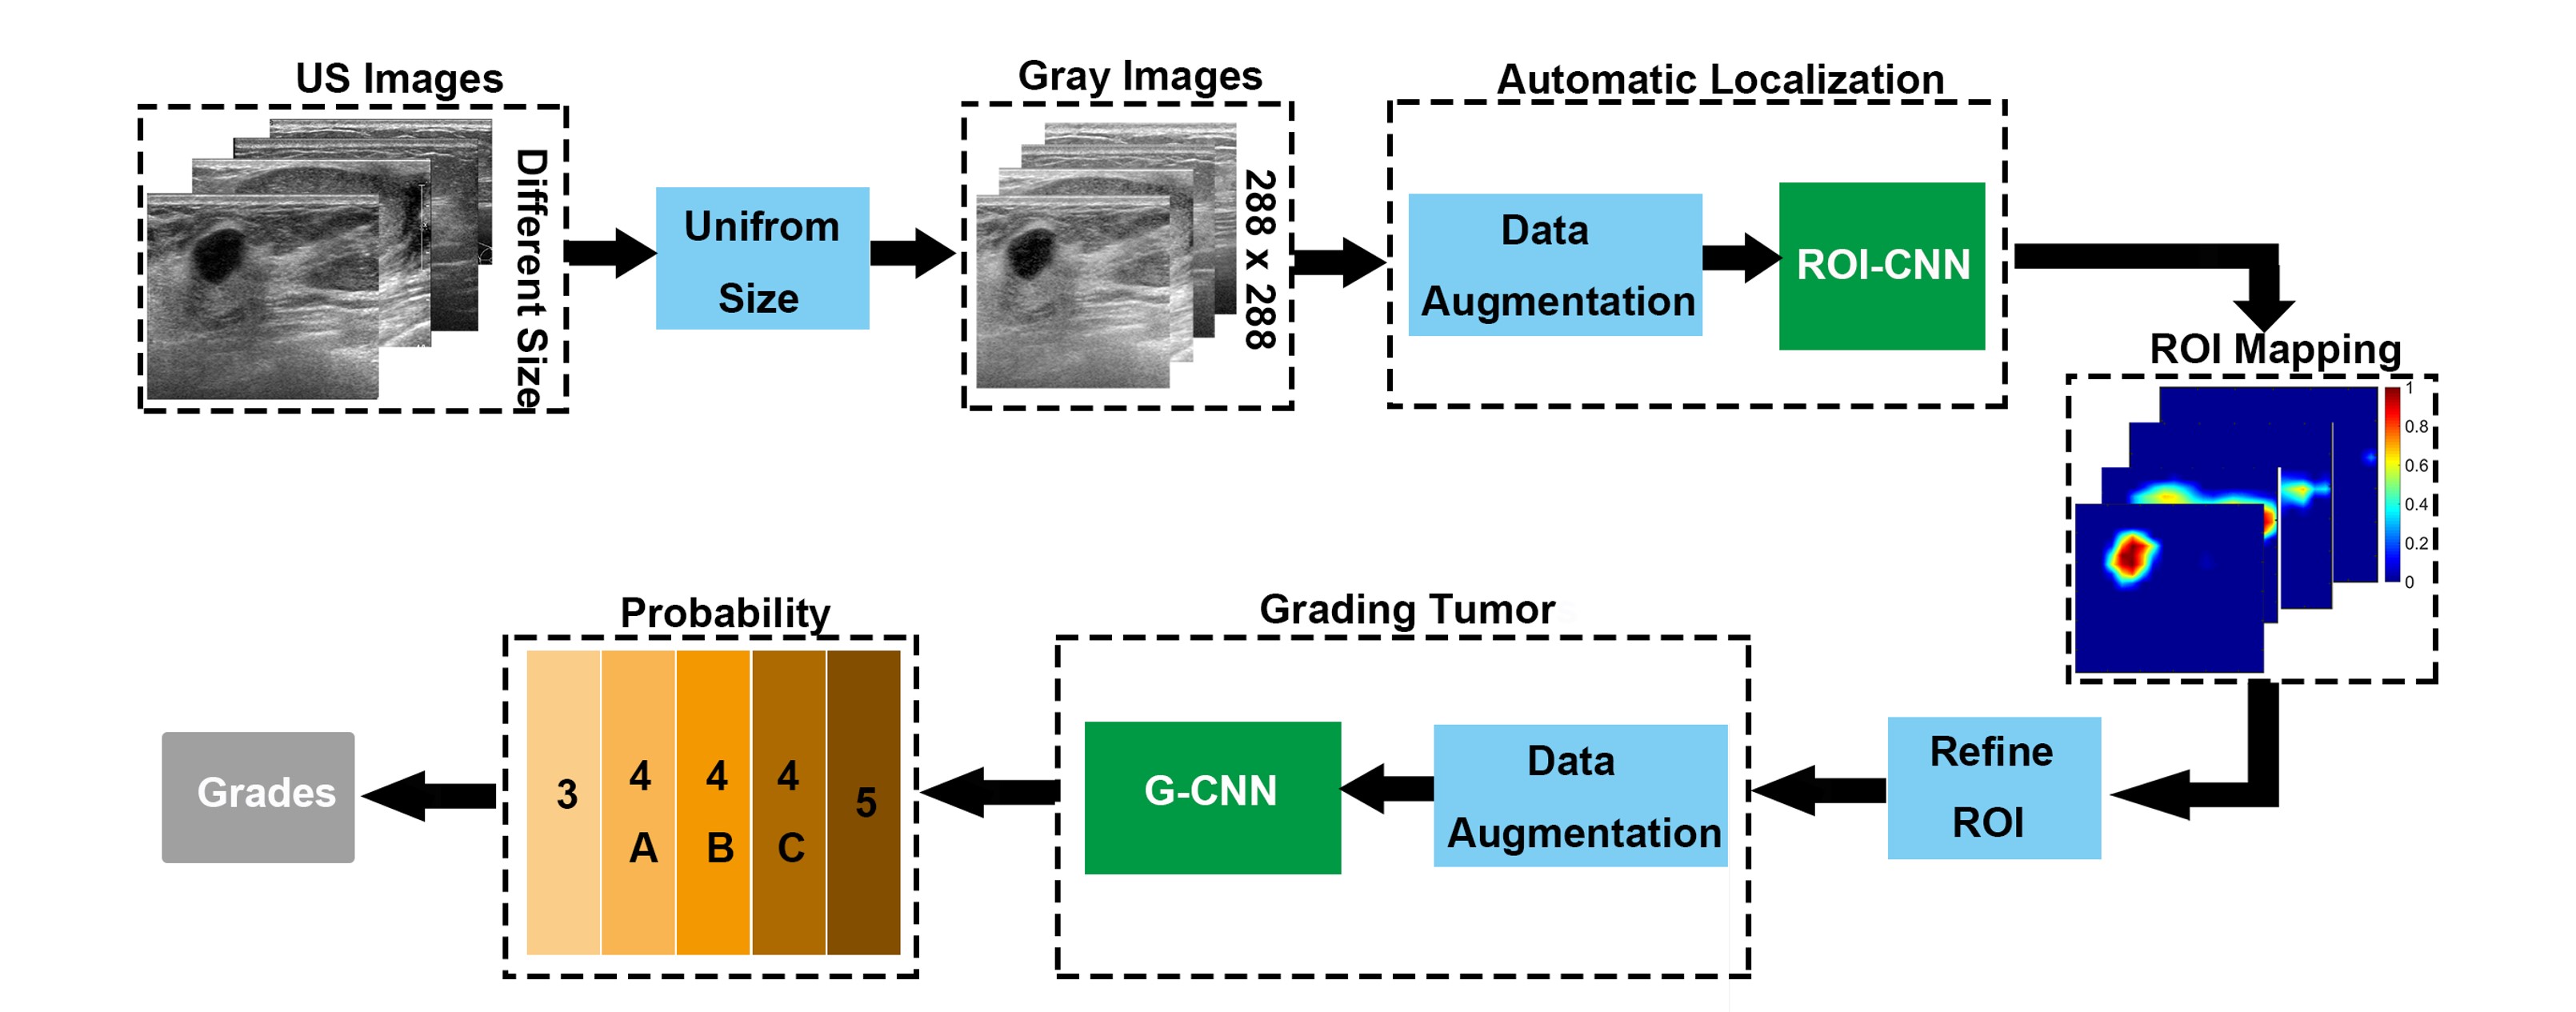 US Images
Different Size
Unifrom
Size
Gray Images
288 x 288
Automatic Localization
Data
Augmentation
ROI-CNN
ROI Mapping
1
0.8
0.6
0.4
0.2
0
Refine
ROI
Grading Tumor
Data
Augmentation
G-CNN
Probability
3
4
A
4
B
4
C
5
Grades